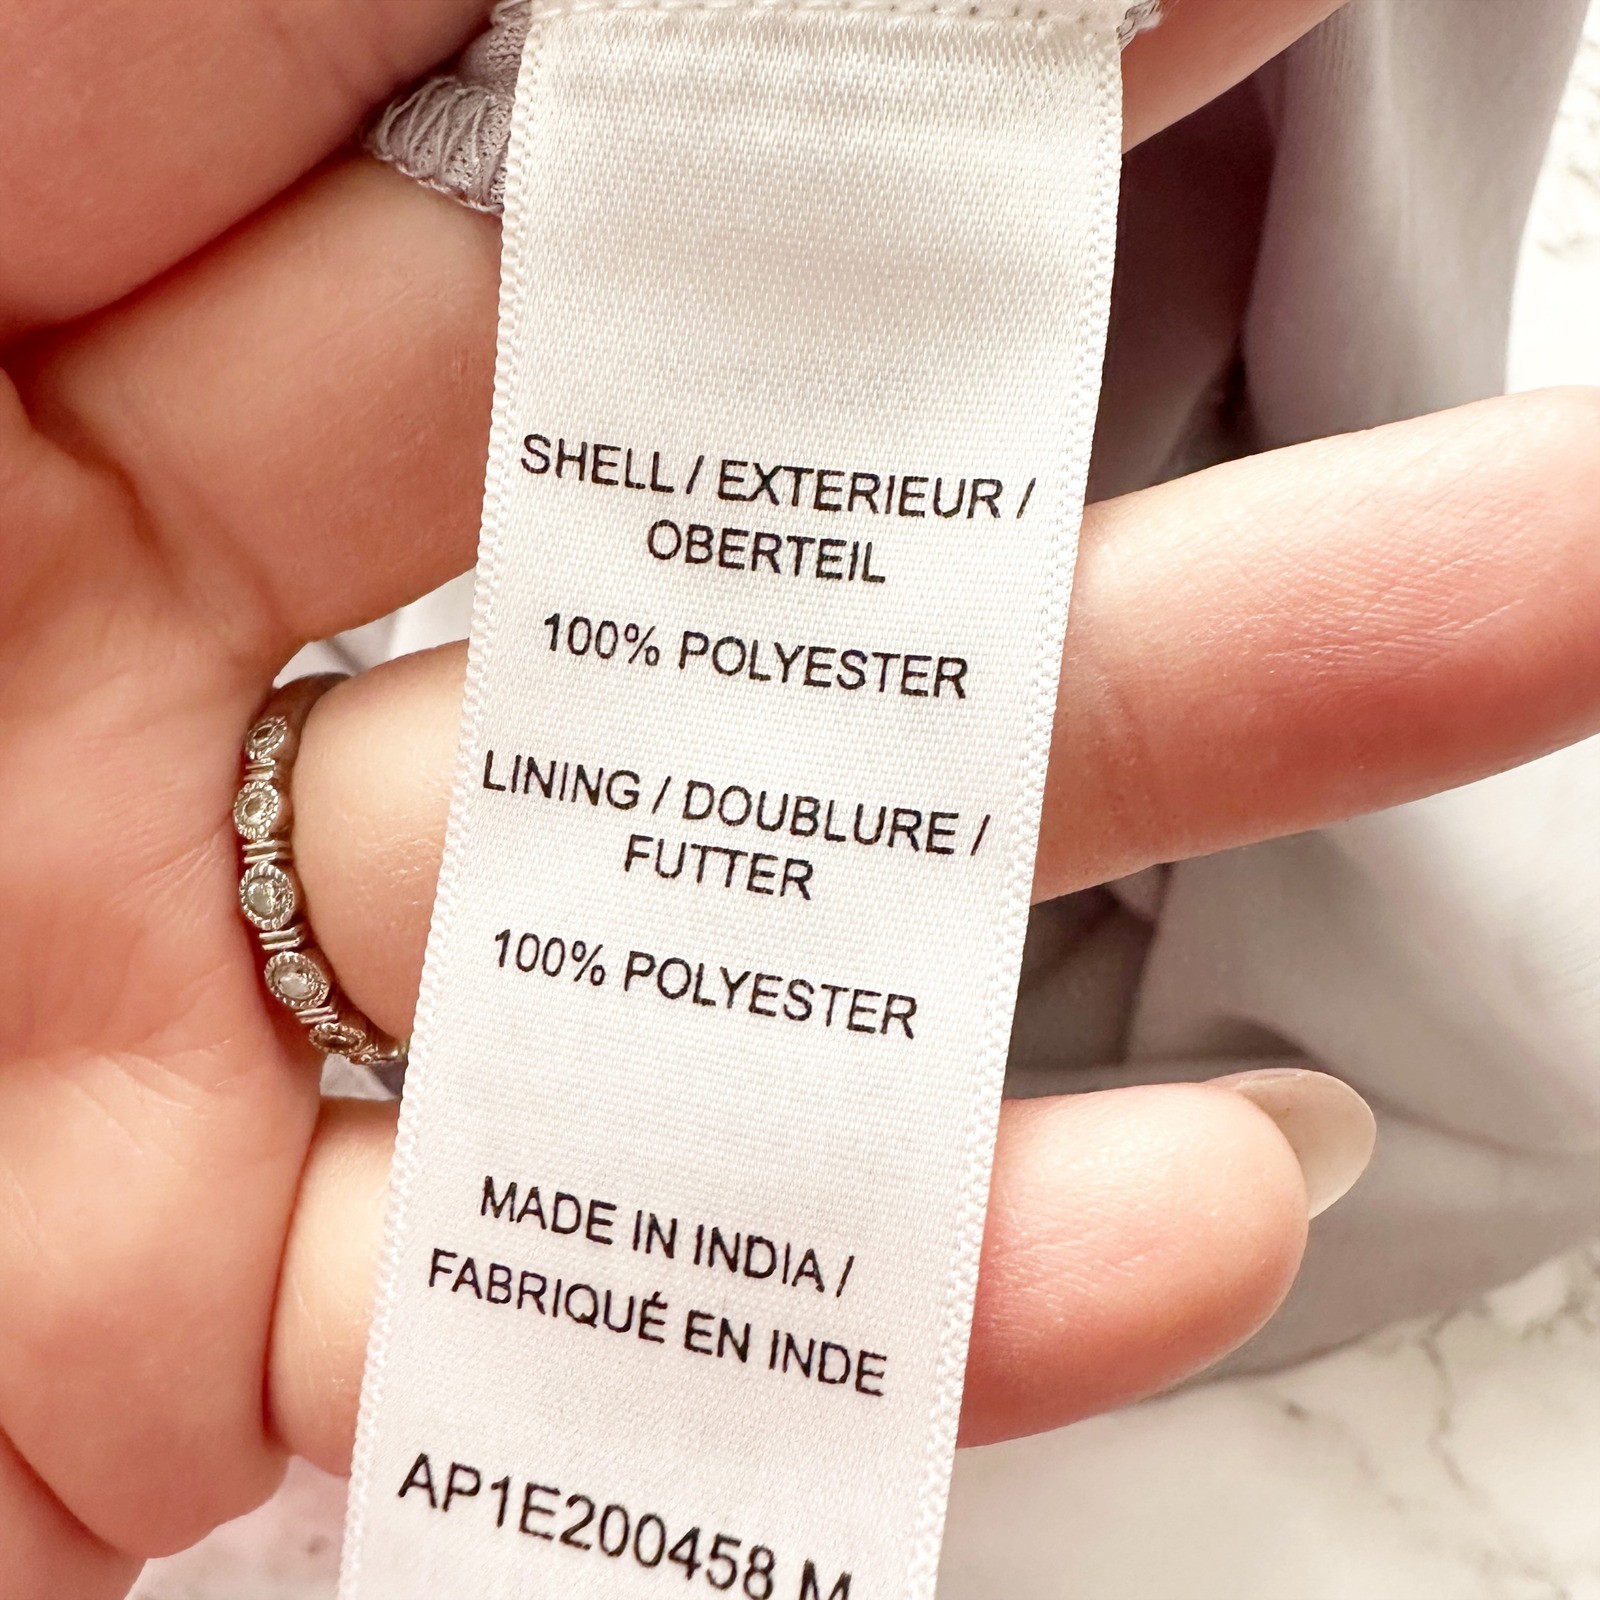 SHELL / EXTERIEUR /
OBERTEIL
100% POLYESTER
LINING / DOUBLURE /
FUTTER
100% POLYESTER
MADE IN INDIA /
FABRIQUÉ EN INDE
AP1E200458 M